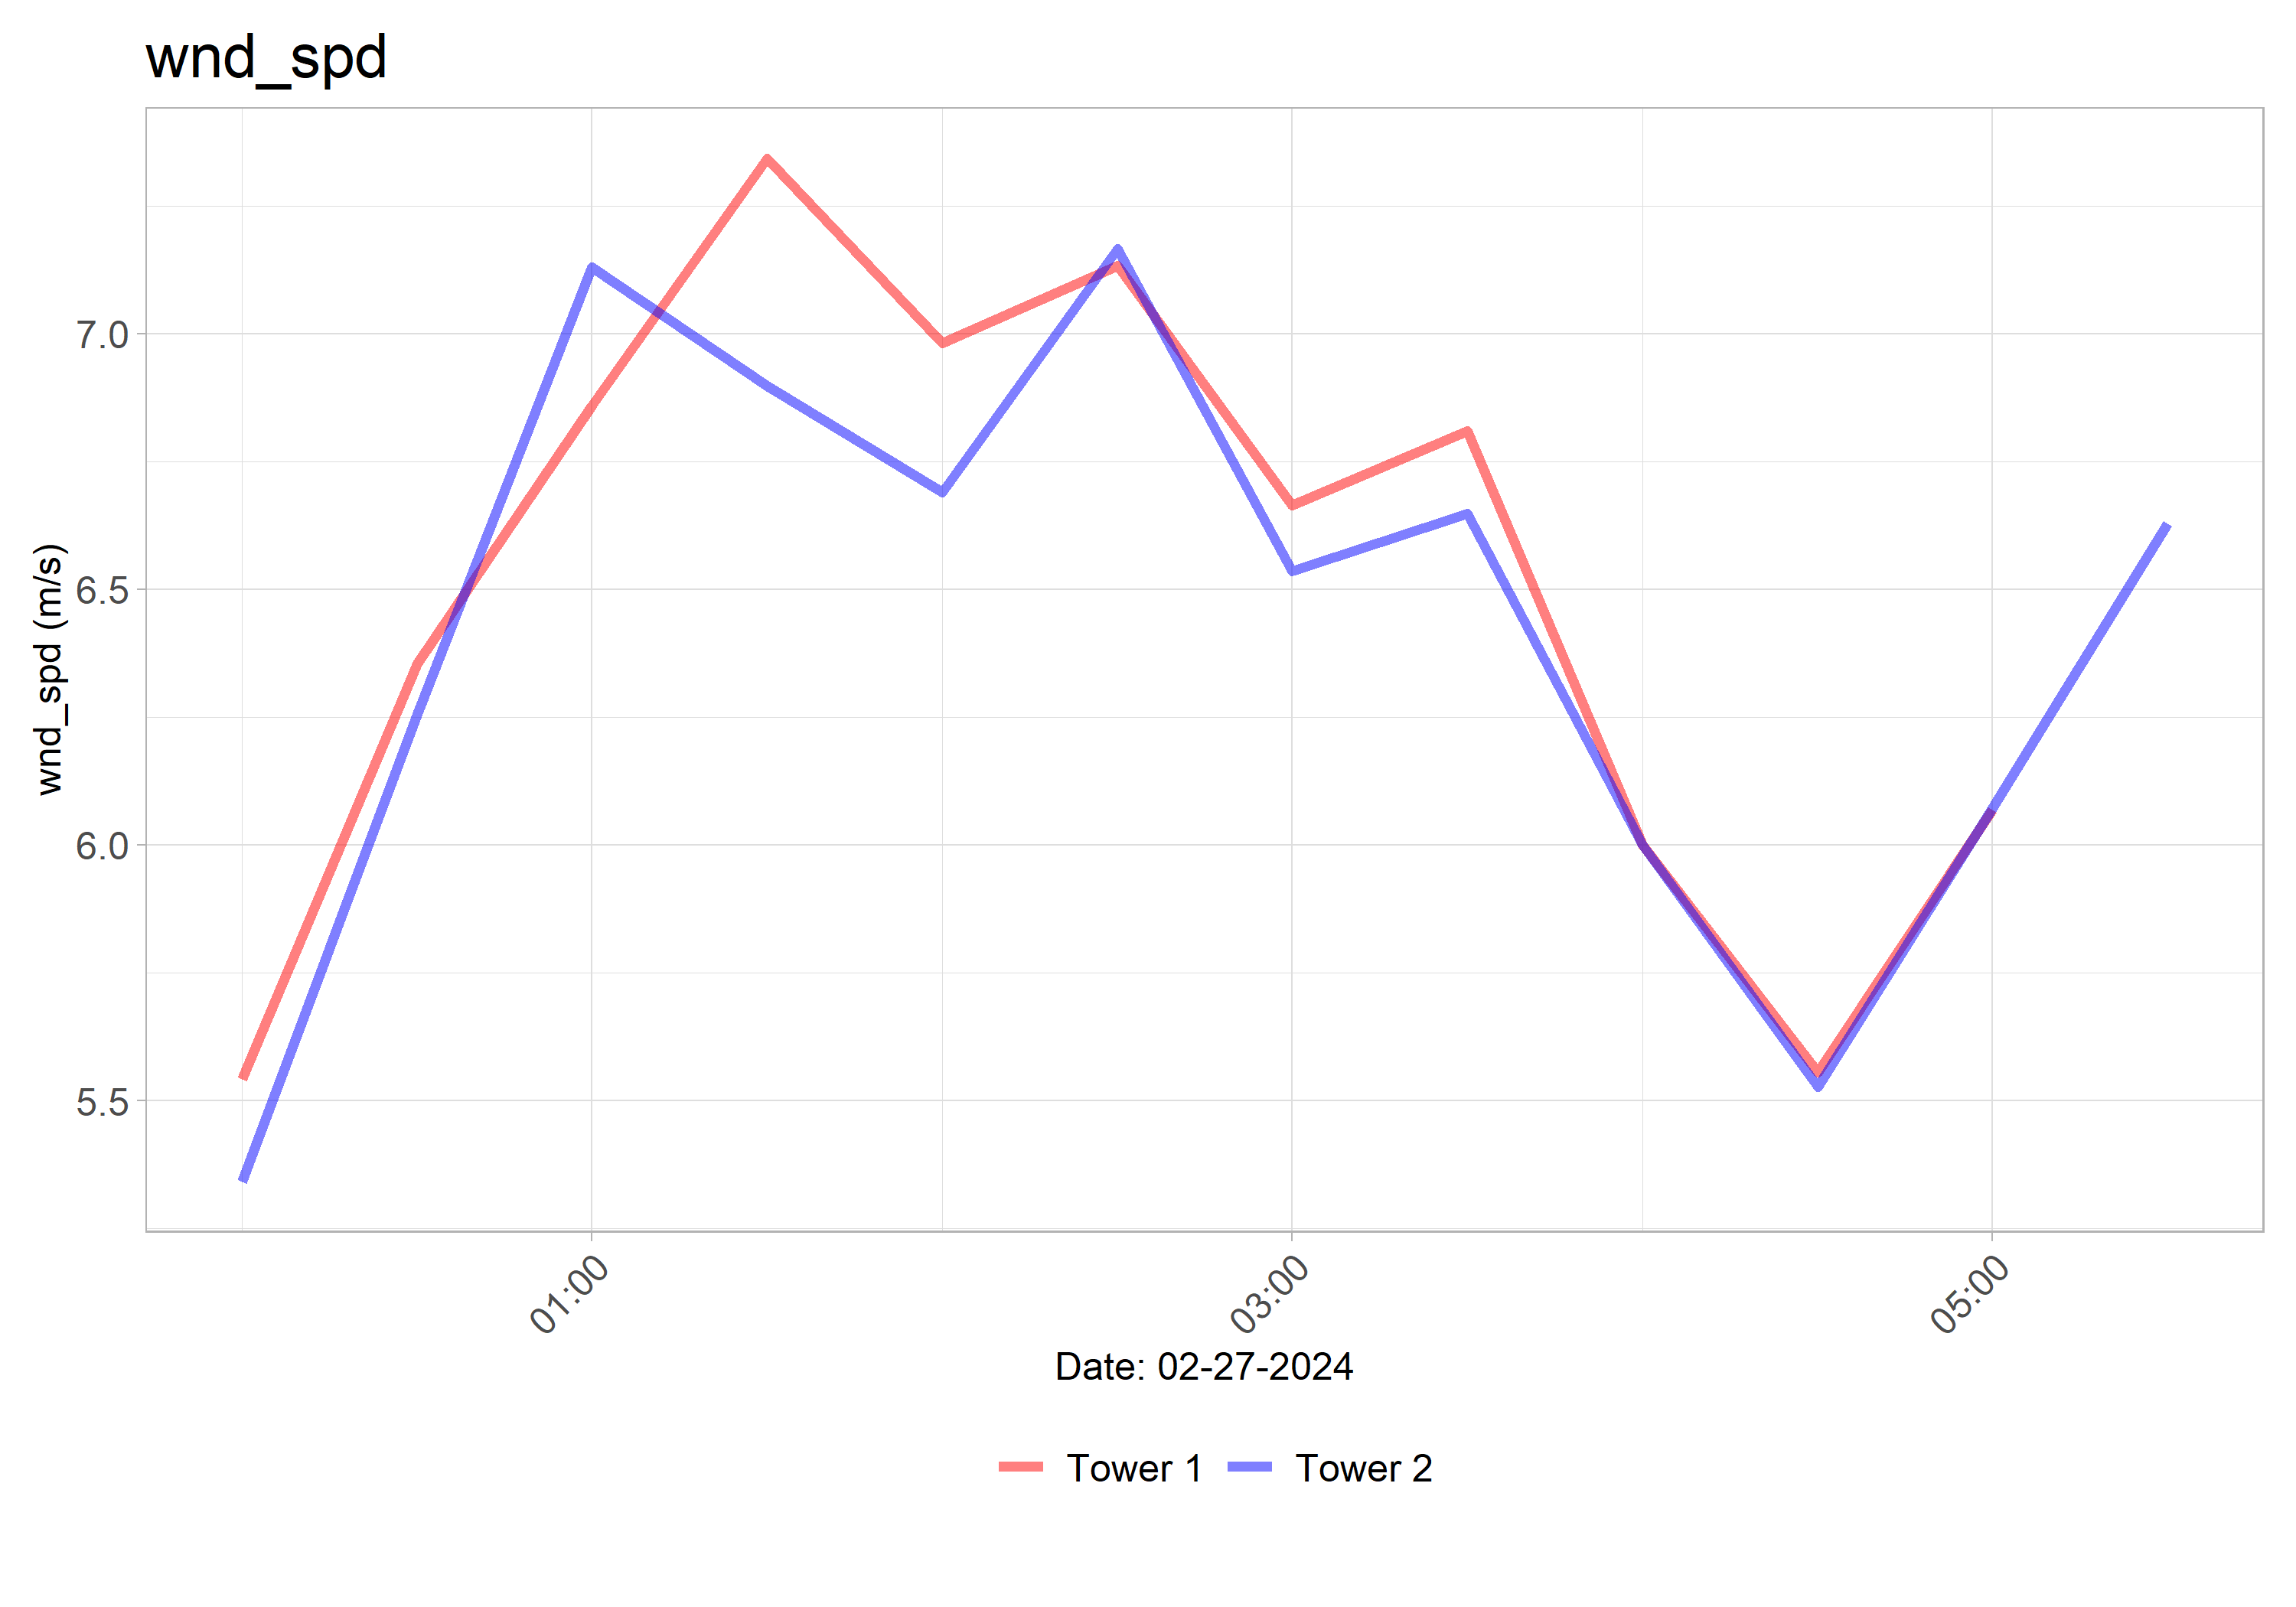 wnd_spd
wnd_spd (m/s)
7.0
6.5
6.0
5.5
01:00
03:00
05:00
Date: 02-27-2024
Tower 1
Tower 2